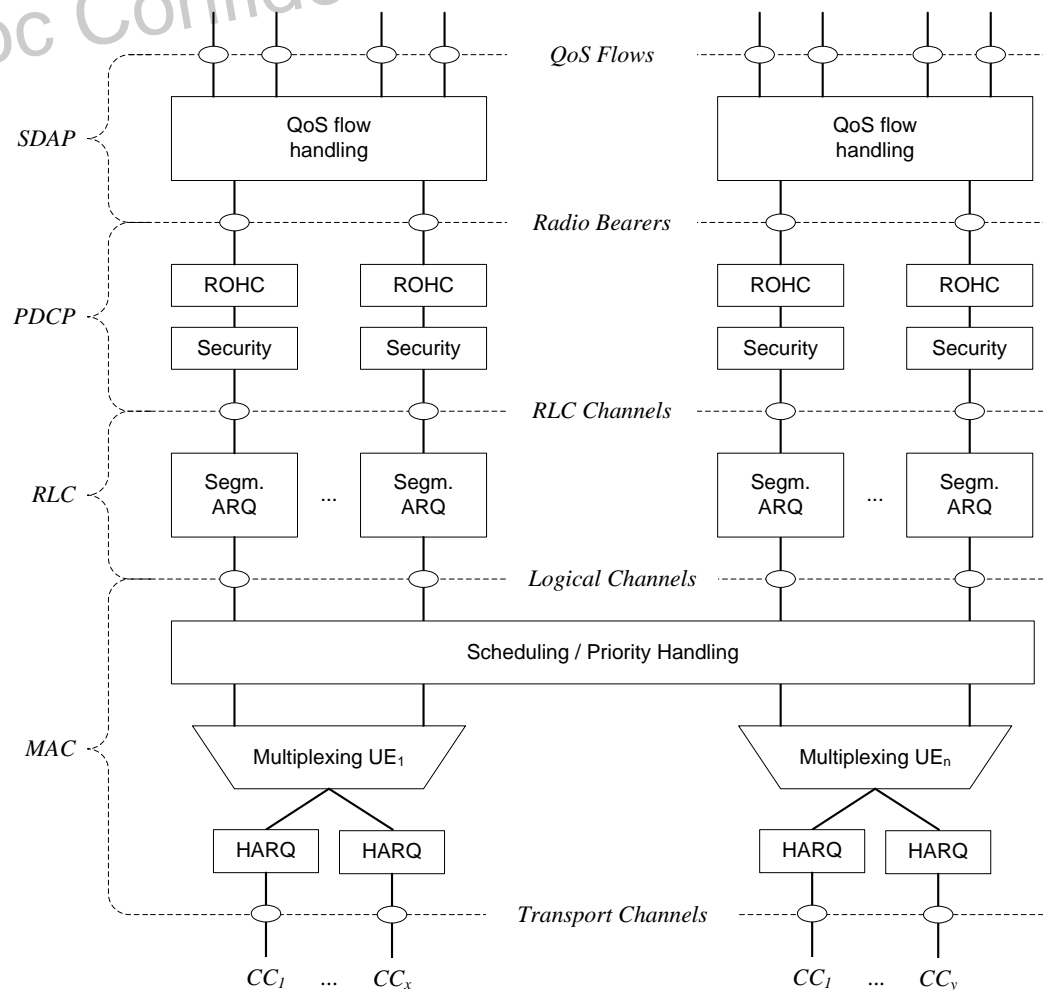 QoS Flows
QoS flow
handling
QoS flow
handling
SDAP
Radio Bearers
ROHC ROHC ROHC ROHC
PDCP
Security Security Security Security
RLC Channels
Segm.
ARQ
...
Segm.
ARQ
Segm.
ARQ
...
Segm.
ARQ
RLC
Logical Channels
Scheduling / Priority Handling
MAC
Multiplexing UE1
Multiplexing UEn
HARQ HARQ HARQ HARQ
Transport Channels
CC1 ... CCx CC1 ... CCy